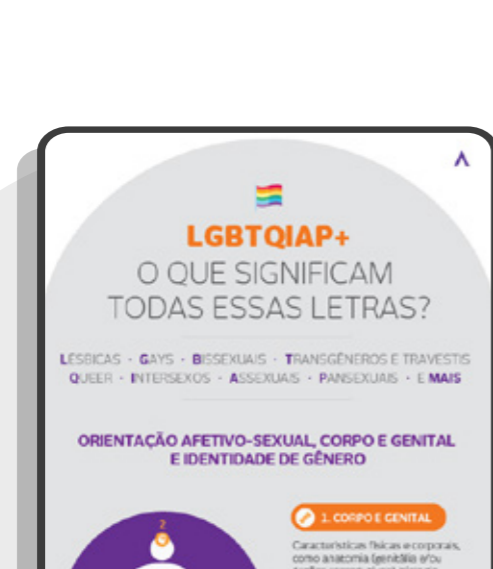 LGBTQIAP+
O QUE SIGNIFICAM
TODAS ESSAS LETRAS?
LÉSBICAS · GAYS · BISSEXUAIS · TRANSGÊNEROS E TRAVESTIS
QUEER · INTERSEXOS · ASSEXUAIS · PANSEXUAIS · E MAIS
ORIENTAÇÃO AFETIVO-SEXUAL, CORPO E GENITAL
E IDENTIDADE DE GÊNERO
2
1. CORPO E GENITAL
Características físicas e corporais,
como anatomia (genitália e/ou